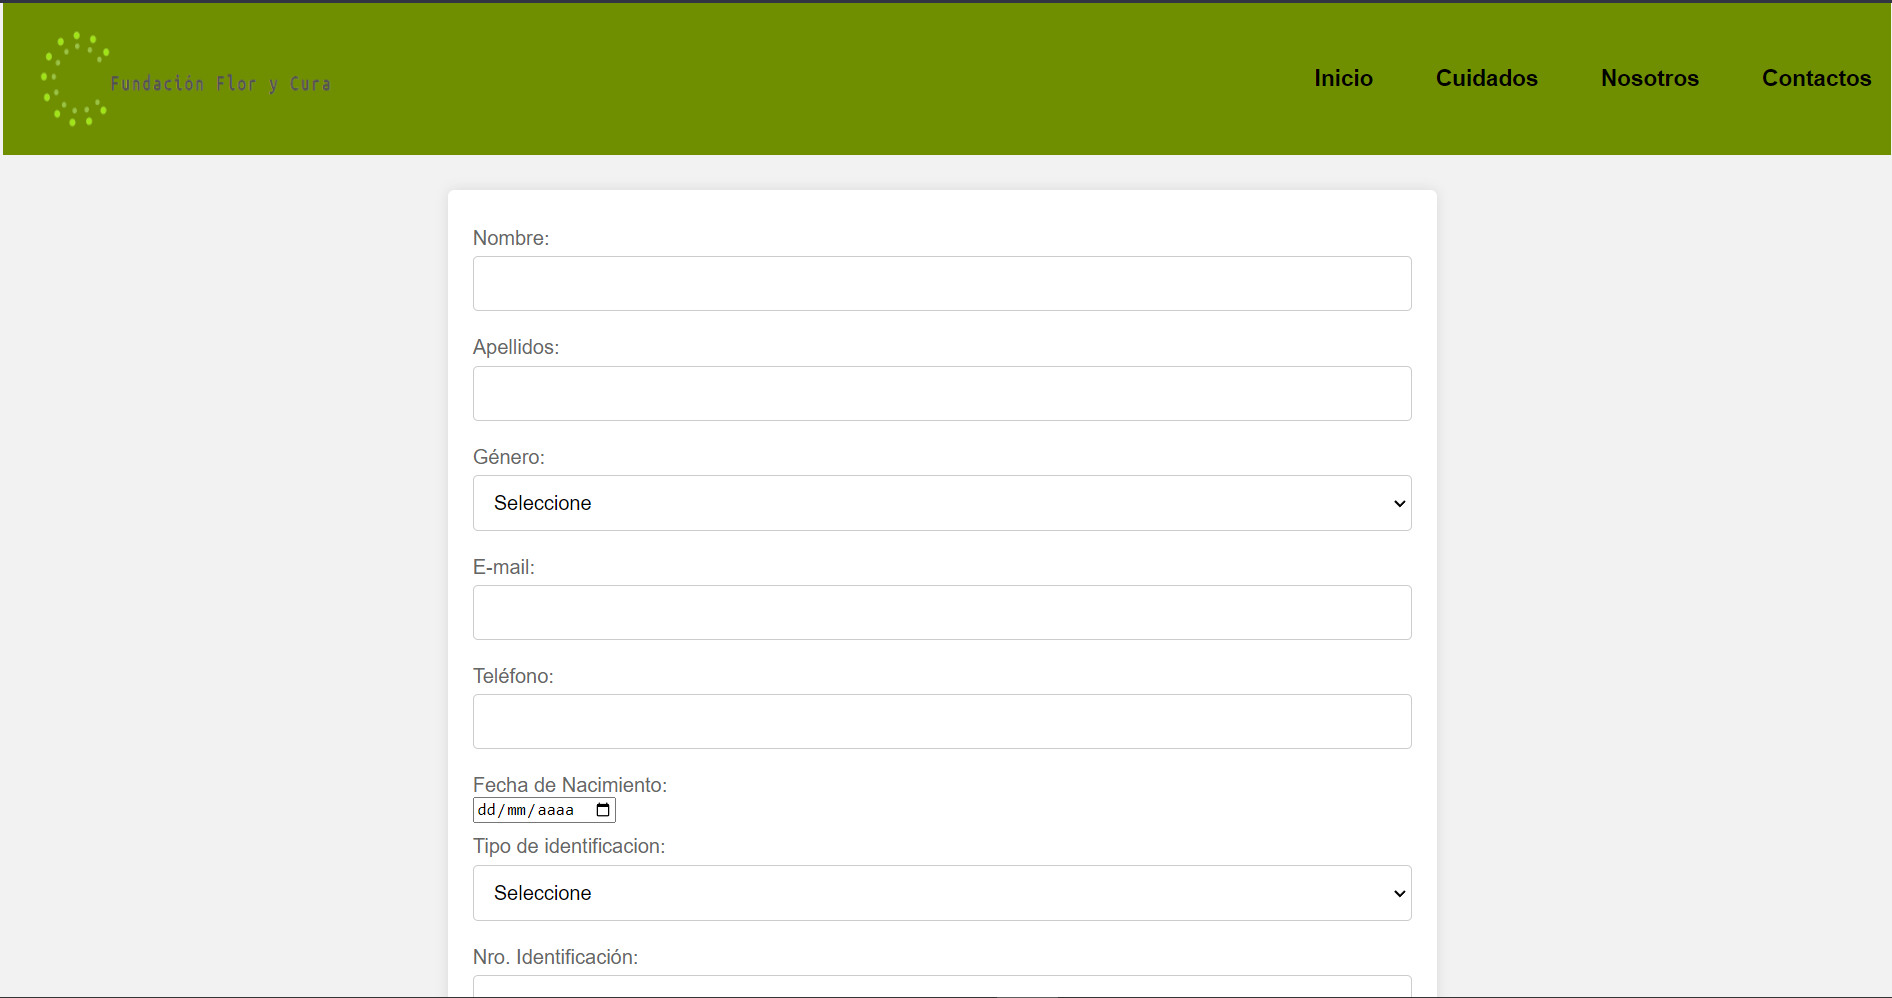 Fundación Flor y Cura
Inicio Cuidados Nosotros Contactos
Nombre:
Apellidos:
Género:
Seleccione
E-mail:
Teléfono:
Fecha de Nacimiento:
dd/mm/aaaa
Tipo de identificacion:
Seleccione
Nro. Identificación: